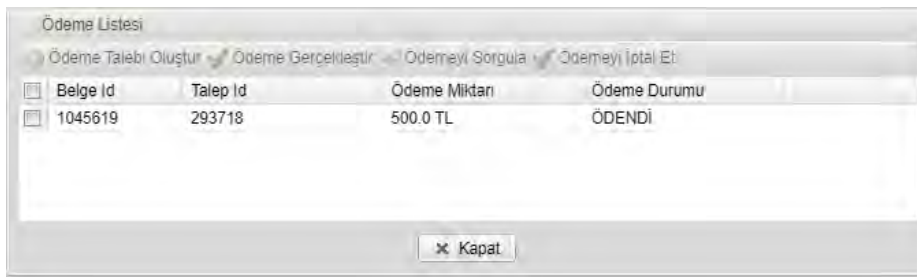 Ödeme Listesi
Ödeme Talebi Oluştur Ödeme Gerçekleştir Ödemeyi Sorgula Ödemeyi İptal Et
Belge Id Talep Id Ödeme Miktarı Ödeme Durumu
1045619 293718 500.0 TL ÖDENDİ
Kapat